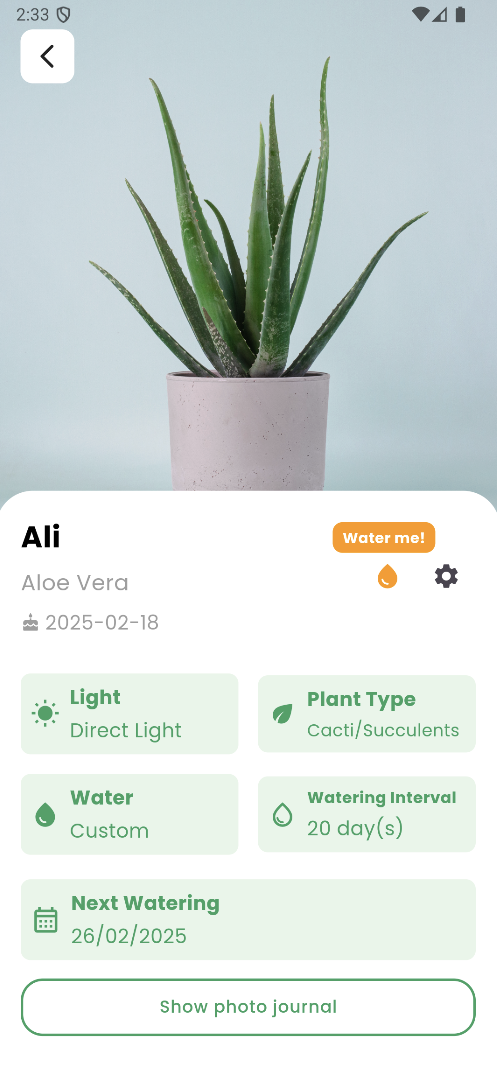 2:33
Ali
Water me!
Aloe Vera
2025-02-18
Light
Direct Light
Plant Type
Cacti/Succulents
Water
Custom
Watering Interval
20 day(s)
Next Watering
26/02/2025
Show photo journal